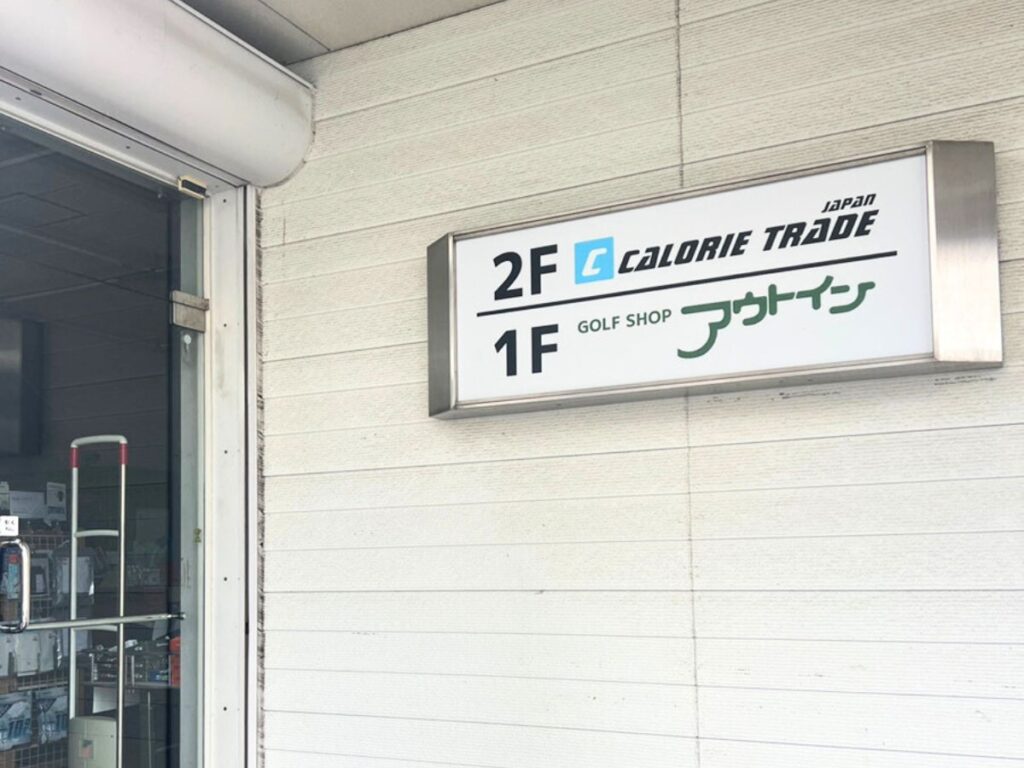 2F C CALORIE TRADE JAPAN
1F GOLF SHOP アウトイン